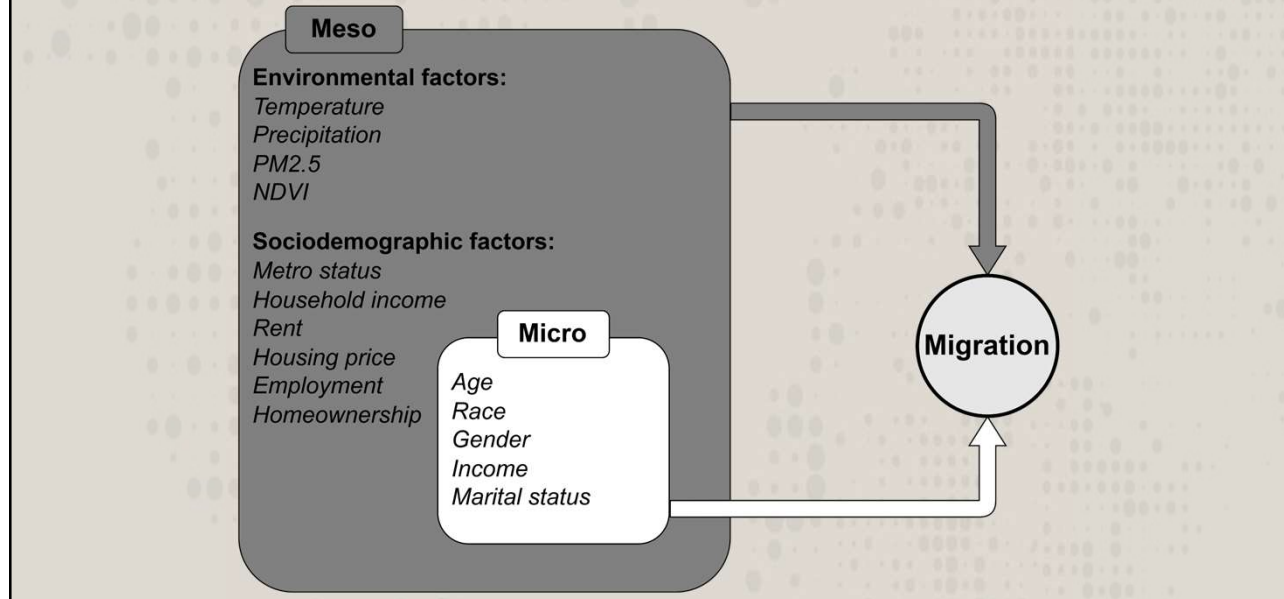 Meso
Environmental factors:
Temperature
Precipitation
PM2.5
NDVI
Sociodemographic factors:
Metro status
Household income
Rent
Housing price
Employment
Homeownership
Micro
Age
Race
Gender
Income
Marital status
Migration